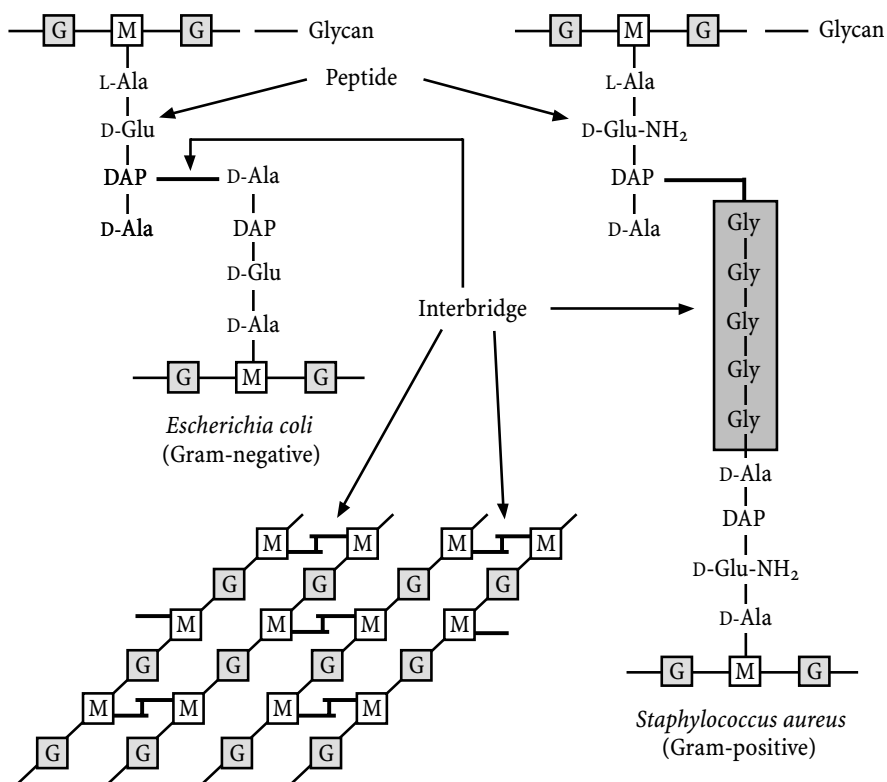 G M G Glycan
L-Ala
D-Glu
DAP D-Ala
D-Ala DAP
D-Glu
D-Ala
G M G
Escherichia coli
(Gram-negative)
Peptide
Interbridge
G M G Glycan
L-Ala
D-Glu-NH₂
DAP
D-Ala
Gly
Gly
Gly
Gly
Gly
D-Ala
DAP
D-Glu-NH₂
D-Ala
G M G
Staphylococcus aureus
(Gram-positive)
M M M M
G G G G
M M M M
G G G G
M M M M
G G G G